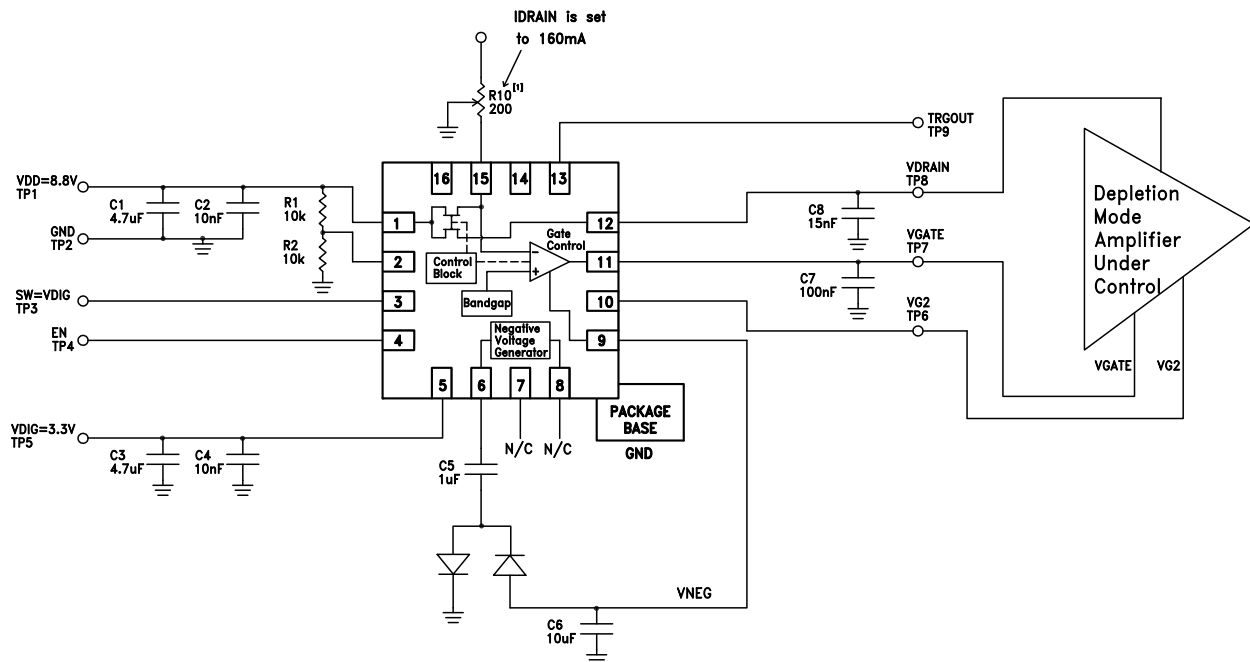 IDRAIN is set
to 160mA
R10[1]
200
TRGOUT
TP9
VDD=8.8V
TP1
C1
4.7uF
C2
10nF
R1
10k
GND
TP2
R2
10k
SW=VDIG
TP3
EN
TP4
16
15
14
13
1
2
3
4
12
11
10
9
5
6
7
8
Control
Block
Bandgap
Gate
Control
Negative
Voltage
Generator
VDRAIN
TP8
C8
15nF
VGATE
TP7
C7
100nF
VG2
TP6
Depletion
Mode
Amplifier
Under
Control
VGATE
VG2
PACKAGE
BASE
GND
N/C
N/C
VDIG=3.3V
TP5
C3
4.7uF
C4
10nF
C5
1uF
VNEG
C6
10uF